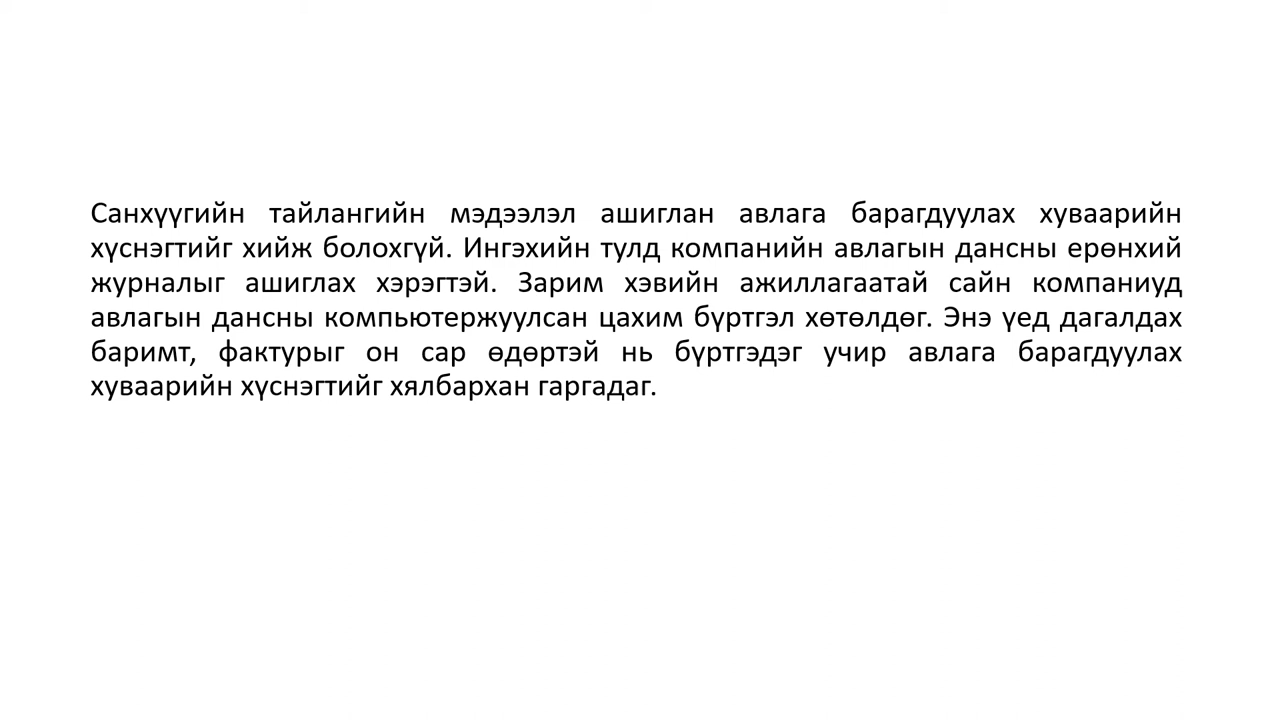 Санхүүгийн тайлангийн мэдээлэл ашиглан авлага барагдуулах хуваарийн
хүснэгтийг хийж болохгүй. Ингэхийн тулд компанийн авлагын дансны ерөнхий
журналыг ашиглах хэрэгтэй. Зарим хэвийн ажиллагаатай сайн компаниуд
авлагын дансны компьютержуулсан цахим бүртгэл хөтөлдөг. Энэ үед дагалдах
баримт, фактурыг он сар өдөртэй нь бүртгэдэг учир авлага барагдуулах
хуваарийн хүснэгтийг хялбархан гаргадаг.